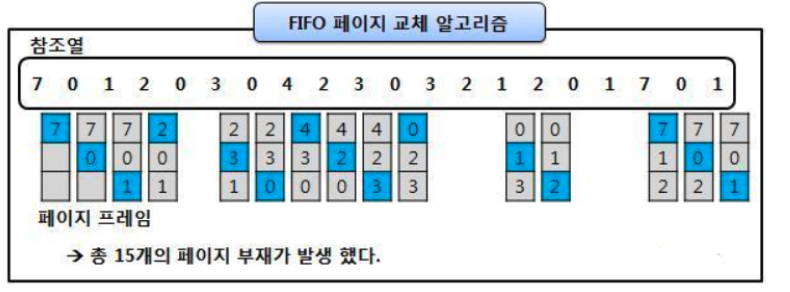 FIFO 페이지 교체 알고리즘
참조열
7 0 1 2 0 3 0 4 2 3 0 3 2 1 2 0 1 7 0 1
7 7 7 2 2 2 4 4 4 0 0 0 7 7 7
0 0 0 3 3 3 2 2 2 1 1 1 0 0
1 1 1 0 0 0 3 3 3 2 2 2 1
페이지 프레임
→ 총 15개의 페이지 부재가 발생 했다.